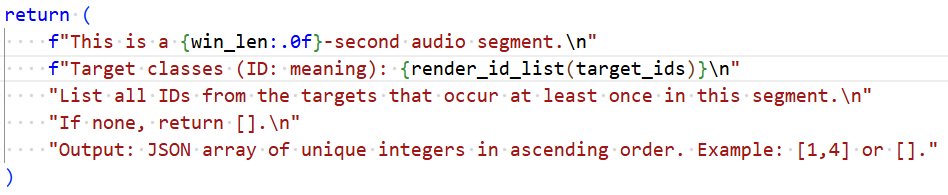 return (
    f"This is a {win_len:.0f}-second audio segment.\n"
    f"Target classes (ID: meaning): {render_id_list(target_ids)}\n"
    "List all IDs from the targets that occur at least once in this segment.\n"
    "If none, return [].\n"
    "Output: JSON array of unique integers in ascending order. Example: [1,4] or []."
)